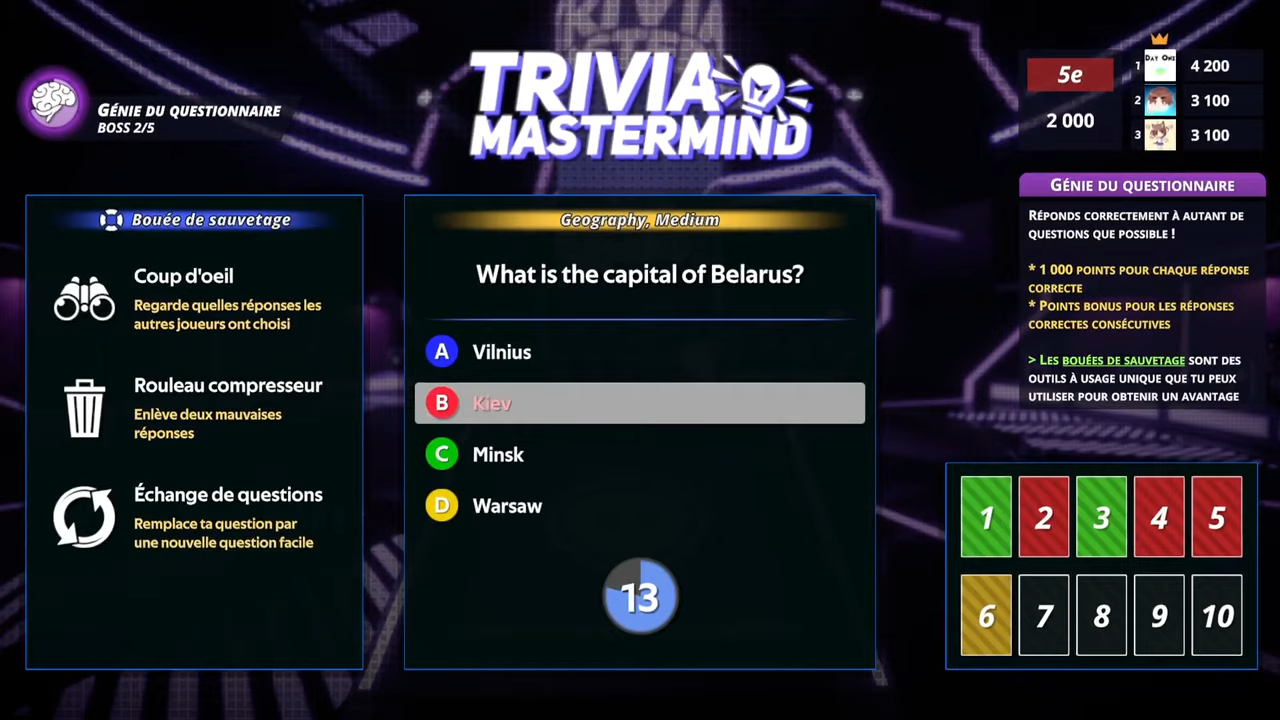 GÉNIE DU QUESTIONNAIRE
BOSS 2/5
TRIVIA
MASTERMIND
5e
2 000
1 DAY ONE 4 200
2 3 100
3 3 100
Bouée de sauvetage
Coup d'oeil
Regarde quelles réponses les
autres joueurs ont choisi
Rouleau compresseur
Enlève deux mauvaises
réponses
Échange de questions
Remplace ta question par
une nouvelle question facile
Geography, Medium
What is the capital of Belarus?
A Vilnius
B Kiev
C Minsk
D Warsaw
13
GÉNIE DU QUESTIONNAIRE
RÉPONDS CORRECTEMENT À AUTANT DE
QUESTIONS QUE POSSIBLE !
* 1 000 POINTS POUR CHAQUE RÉPONSE
CORRECTE
* POINTS BONUS POUR LES RÉPONSES
CORRECTES CONSÉCUTIVES
> LES BOUÉES DE SAUVETAGE SONT DES
OUTILS À USAGE UNIQUE QUE TU PEUX
UTILISER POUR OBTENIR UN AVANTAGE
1 2 3 4 5
6 7 8 9 10